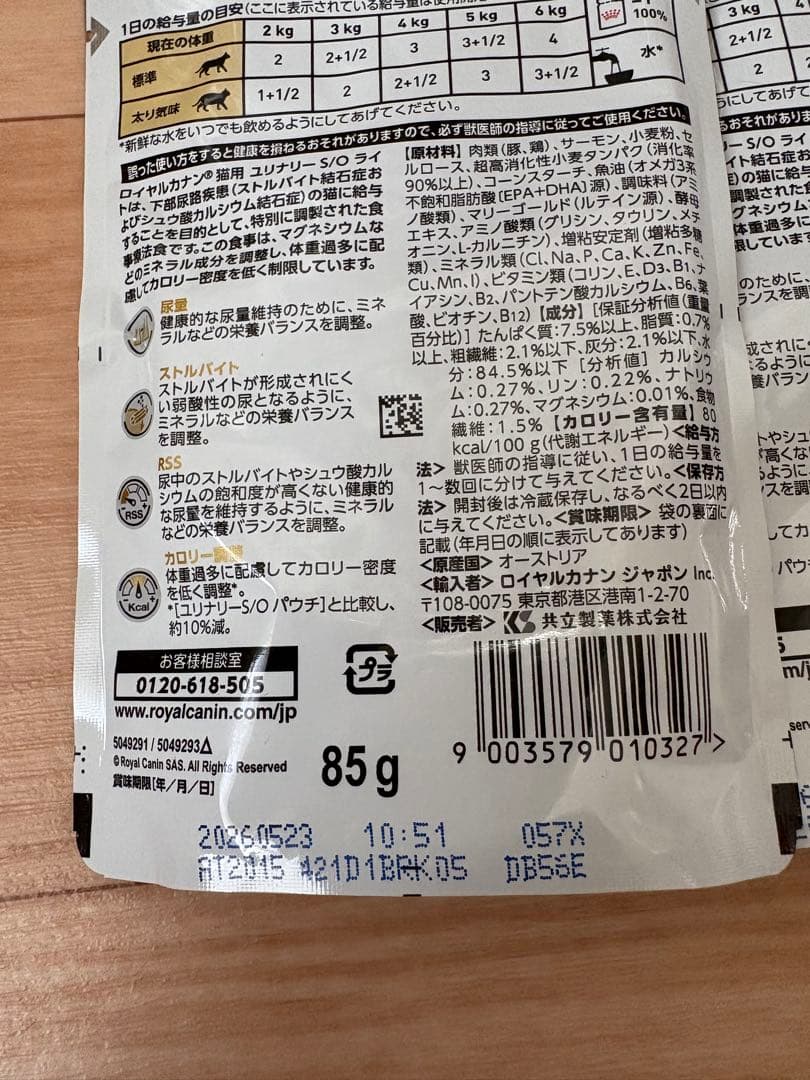 1日の給与量の目安(ここに表示されている給与量は使用開始
現在の体重 2 kg 3 kg 4 kg 5 kg 6 kg
標準 2 2+1/2 3 3+1/2 4
太り気味 1+1/2 2 2+1/2 3 3+1/2
100%
水*
*新鮮な水をいつでも飲めるようにしてあげてください。
誤った使い方をすると健康を損ねるおそれがありますので、必ず獣医師の指導に従ってご使用ください。
ロイヤルカナン®猫用 ユリナリー S/O ライ
トは、下部尿路疾患(ストルバイト結石症お
よびシュウ酸カルシウム結石症)の猫に給与
することを目的として、特別に調製された食
事療法食です。この食事は、マグネシウムな
どのミネラル成分を調整し、体重過多に配
慮してカロリー密度を低く制限しています。
尿量
健康的な尿量維持のために、ミネ
ラルなどの栄養バランスを調整。
ストルバイト
ストルバイトが形成されにく
い弱酸性の尿となるように、
ミネラルなどの栄養バランス
を調整。
RSS
RSS
尿中のストルバイトやシュウ酸カル
シウムの飽和度が高くない健康的
な尿量を維持するように、ミネラル
などの栄養バランスを調整。
カロリー調整
Kcal
体重過多に配慮してカロリー密度
を低く調整*。
*[ユリナリーS/O パウチ]と比較し、
約10%減。
【原材料】肉類(豚、鶏)、サーモン、小麦粉、セ
ルロース、超高消化性小麦タンパク(消化率
90%以上)、コーンスターチ、魚油(オメガ3系
不飽和脂肪酸〔EPA+DHA〕源)、調味料(アミ
ノ酸類)、マリーゴールド(ルテイン源)、酵母
エキス、アミノ酸類(グリシン、タウリン、メチ
オニン、L-カルニチン)、増粘安定剤(増粘多糖
類)、ミネラル類(Cl、Na、P、Ca、K、Zn、Fe、
Cu、Mn、I)、ビタミン類(コリン、E、D3、B1、ナ
イアシン、B2、パントテン酸カルシウム、B6、葉
酸、ビオチン、B12)【成分】[保証分析値(重量
百分比)]たんぱく質:7.5%以上、脂質:0.7%
以上、粗繊維:2.1%以下、灰分:2.1%以下、水
分:84.5%以下 [分析値] カルシウ
ム:0.27%、リン:0.22%、ナトリウ
ム:0.27%、マグネシウム:0.01%、食物
繊維:1.5%【カロリー含有量】80
kcal/100 g(代謝エネルギー)<給与方
法> 獣医師の指導に従い、1日の給与量を
1～数回に分けて与えてください。<保存方
法> 開封後は冷蔵保存し、なるべく2日以内
に与えてください。<賞味期限> 袋の裏面に
記載(年月日の順に表示してあります)
<原産国> オーストリア
<輸入者> ロイヤルカナン ジャポン Inc.
〒108-0075 東京都港区港南1-2-70
<販売者> 共立製薬株式会社
お客様相談室
0120-618-505
www.royalcanin.com/jp
プラ
5049291 / 5049293
©Royal Canin SAS. All Rights Reserved
賞味期限[年/月/日]
85 g
9 003579 010327 >
20260523 10:51 057X
AT2015 421D1BRK05 DB56E
3 kg
2+1/2
2